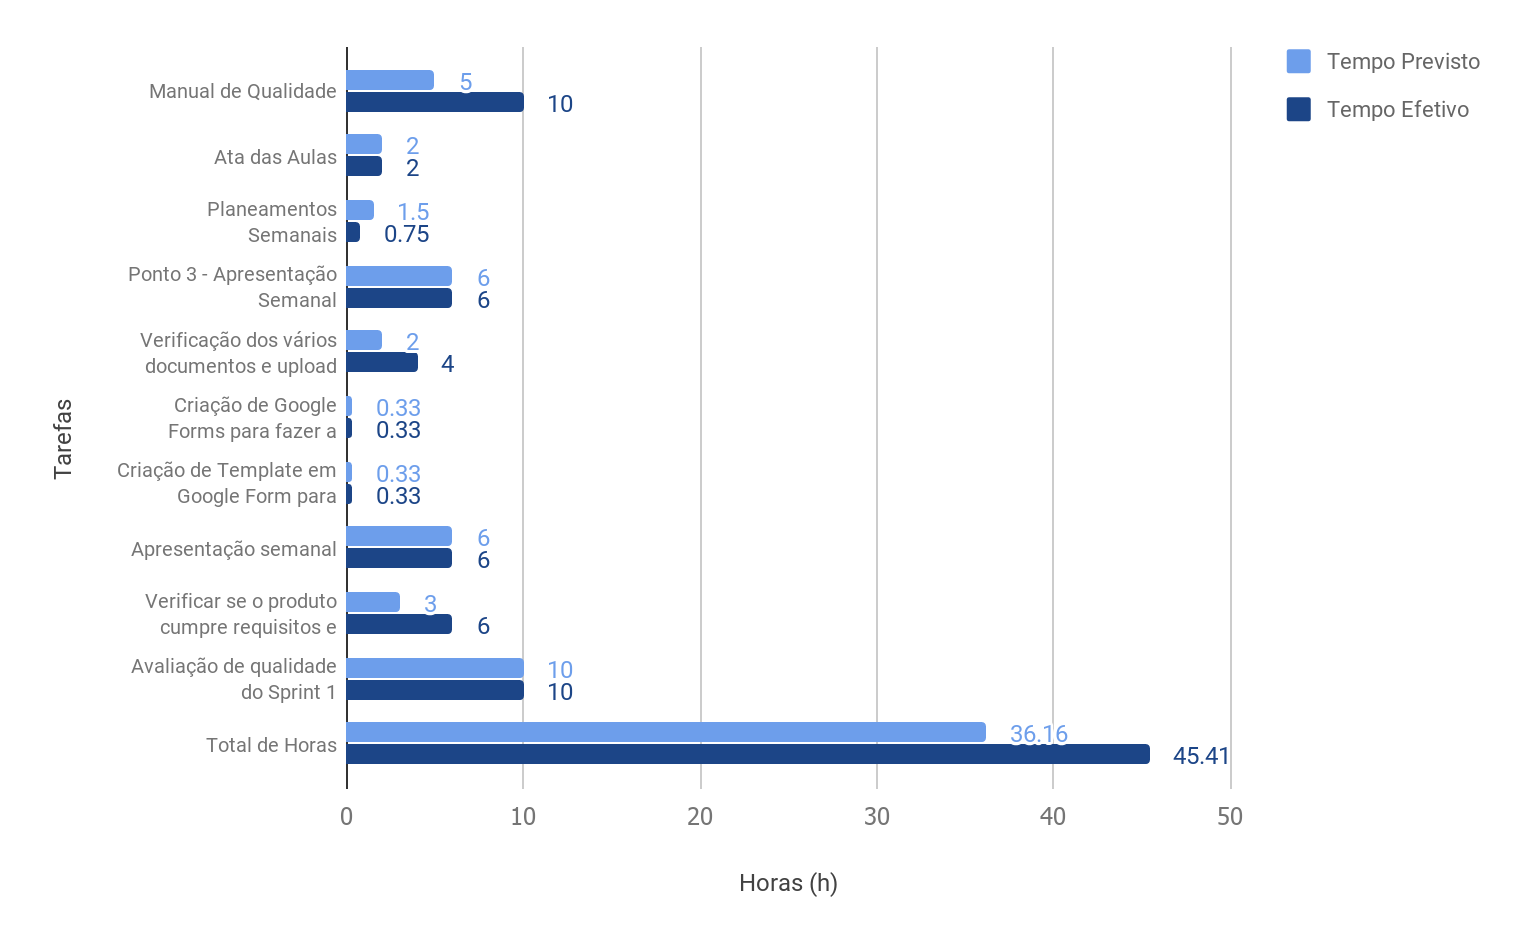 Tempo Previsto
Tempo Efetivo
Manual de Qualidade
5
10
Ata das Aulas
2
2
Planeamentos
Semanais
1.5
0.75
Ponto 3 - Apresentação
Semanal
6
6
Verificação dos vários
documentos e upload
2
4
Criação de Google
Forms para fazer a
0.33
0.33
Criação de Template em
Google Form para
0.33
0.33
Apresentação semanal
6
6
Verificar se o produto
cumpre requisitos e
3
6
Avaliação de qualidade
do Sprint 1
10
10
Total de Horas
36.16
45.41
Tarefas
0 10 20 30 40 50
Horas (h)